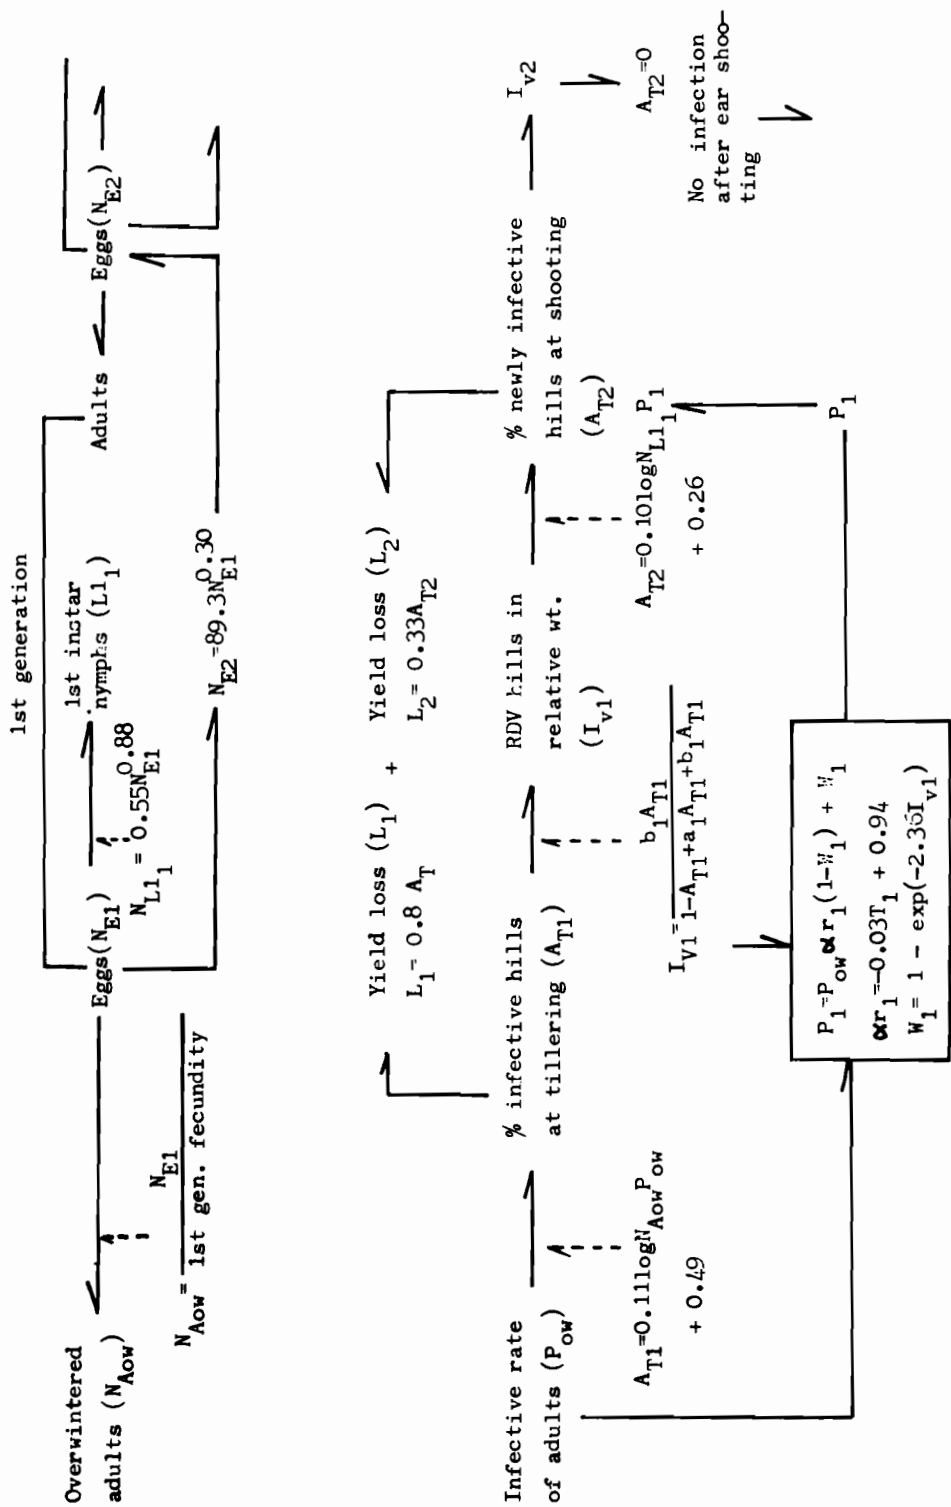 1st generation
Overwintered
adults (N_Aow)
N_Aow = N_E1 / 1st gen. fecundity
Eggs(N_E1)
N_L1_1 = 0.55N_E1^0.88
1st instar
nymphs (L1_1)
Adults
Eggs(N_E2)
N_E2=89.3N_E1^0.30
Yield loss (L_1) + Yield loss (L_2)
L_1= 0.8 A_T
L_2= 0.33A_T2
Infective rate
of adults (P_ow)
% infective hills
at tillering (A_T1)
RDV hills in
relative wt.
(I_v1)
% newly infective
hills at shooting
(A_T2)
I_v2
A_T2=0
No infection
after ear shoo-
ting
A_T1=0.11logN_Aow P_ow
+ 0.49
I_V1= b_1A_T1 / 1-A_T1+a_1A_T1+b_1A_T1
A_T2=0.10logN_L1_1 P_1
+ 0.26
P_1=P_ow αr_1(1-W_1) + W_1
αr_1=-0.03T_1 + 0.94
W_1= 1 - exp(-2.36I_v1)
P_1